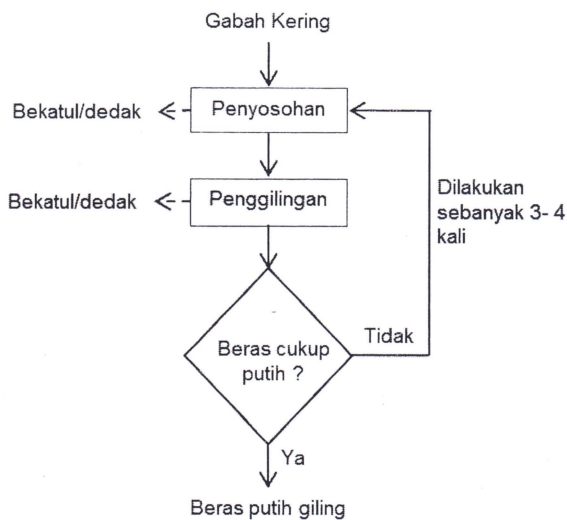 Gabah Kering
Bekatul/dedak
Penyosohan
Bekatul/dedak
Penggilingan
Dilakukan
sebanyak 3- 4
kali
Beras cukup
putih ?
Tidak
Ya
Beras putih giling